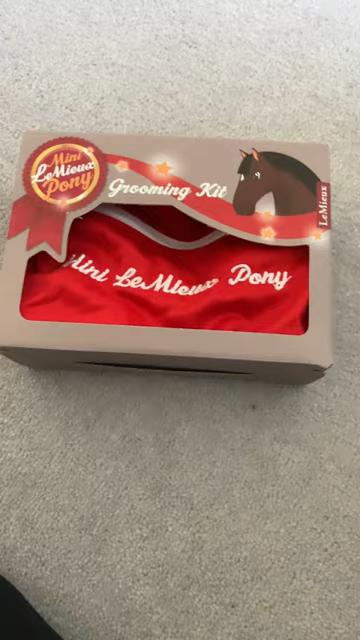 Mini
LeMieux
Pony
Grooming Kit
LeMieux
Mini LeMieux Pony